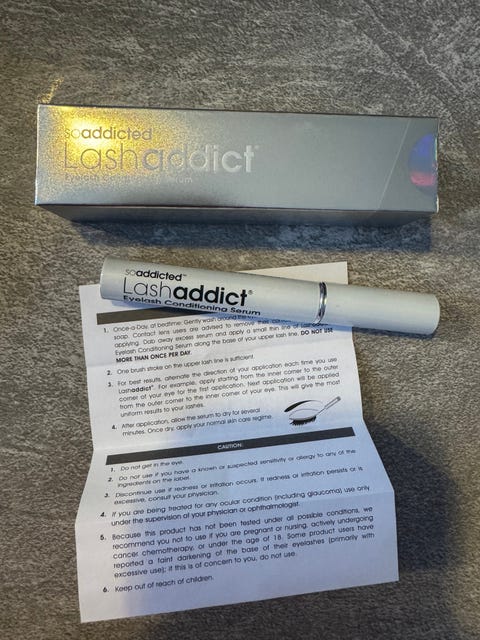 soaddicted
Lashaddict®
Eyelash Conditioning Serum
soaddicted™
Lashaddict®
Eyelash Conditioning Serum
1. Once-a-Day, at bedtime: Gently wash around the
soap. Contact lens users are advised to remove their
applying. Dab away excess serum and apply a small thin line of
Eyelash Conditioning Serum along the base of your upper lash line. DO NOT USE
MORE THAN ONCE PER DAY.
2. One brush stroke on the upper lash line is sufficient.
3. For best results, alternate the direction of your application each time you use
Lashaddict®. For example, apply starting from the inner corner to the outer
corner of your eye for the first application. Next application will be applied
from the outer corner to the inner corner of your eye. This will give the most
uniform results to your lashes.
4. After application, allow the serum to dry for several
minutes. Once dry, apply your normal skin care regime.
CAUTION:
1. Do not get in the eye.
2. Do not use if you have a known or suspected sensitivity or allergy to any of the
ingredients on the label.
3. Discontinue use if redness or irritation occurs. If redness or irritation persists or is
excessive, consult your physician.
4. If you are being treated for any ocular condition (including glaucoma) use only
under the supervision of your physician or ophthalmologist.
5. Because this product has not been tested under all possible conditions, we
recommend you not to use if you are pregnant or nursing, actively undergoing
cancer chemotherapy, or under the age of 18. Some product users have
reported a faint darkening of the base of their eyelashes (primarily with
excessive use); if this is of concern to you, do not use.
6. Keep out of reach of children.